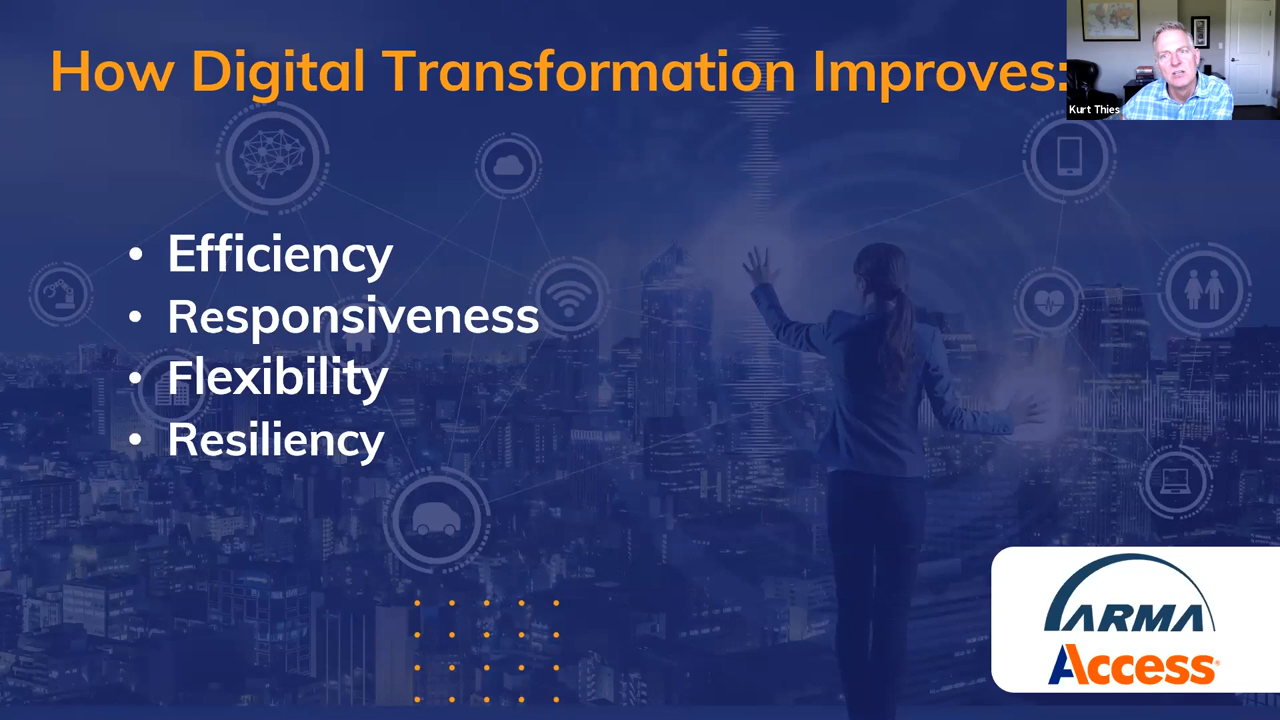 How Digital Transformation Improves:
Kurt Thies
• Efficiency
• Responsiveness
• Flexibility
• Resiliency
ARMA
Access®